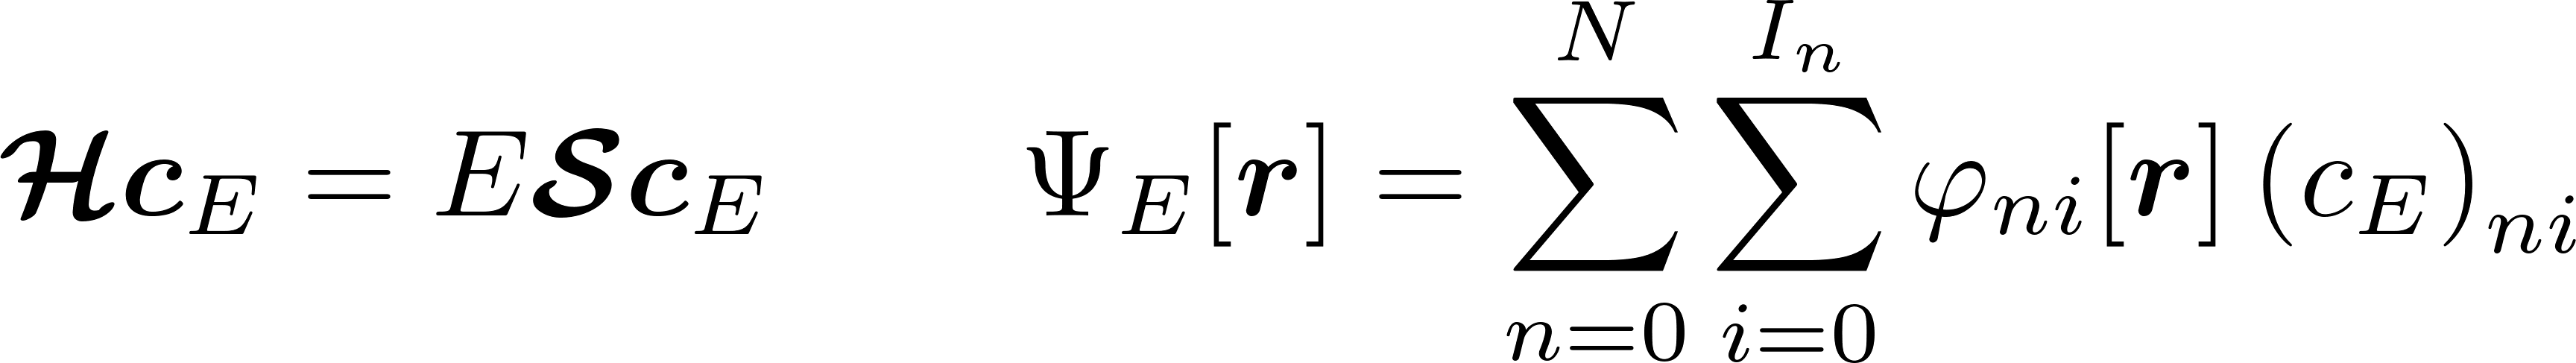 𝓗𝒄_E = E𝓢𝒄_E    Ψ_E[𝒓] = ∑_{n=0}^{N} ∑_{i=0}^{I_n} φ_{ni}[𝒓] (c_E)_{ni}